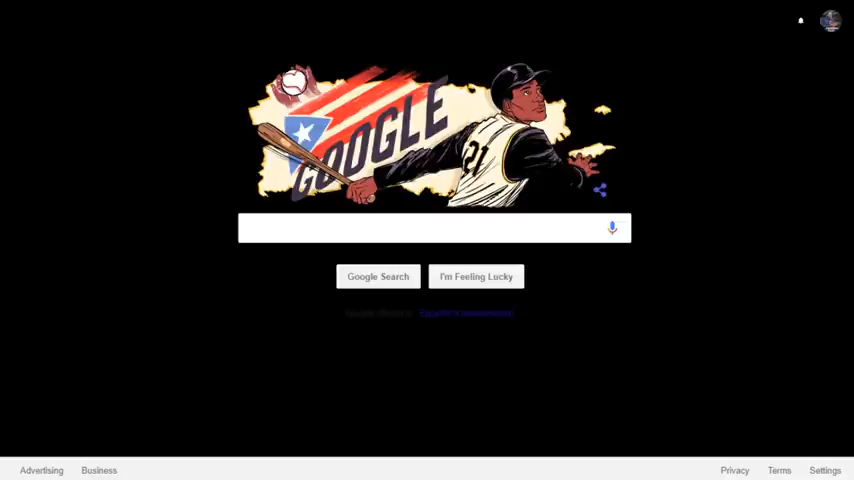 GOOGLE
21
Google Search
I'm Feeling Lucky
Advertising
Business
Privacy
Terms
Settings